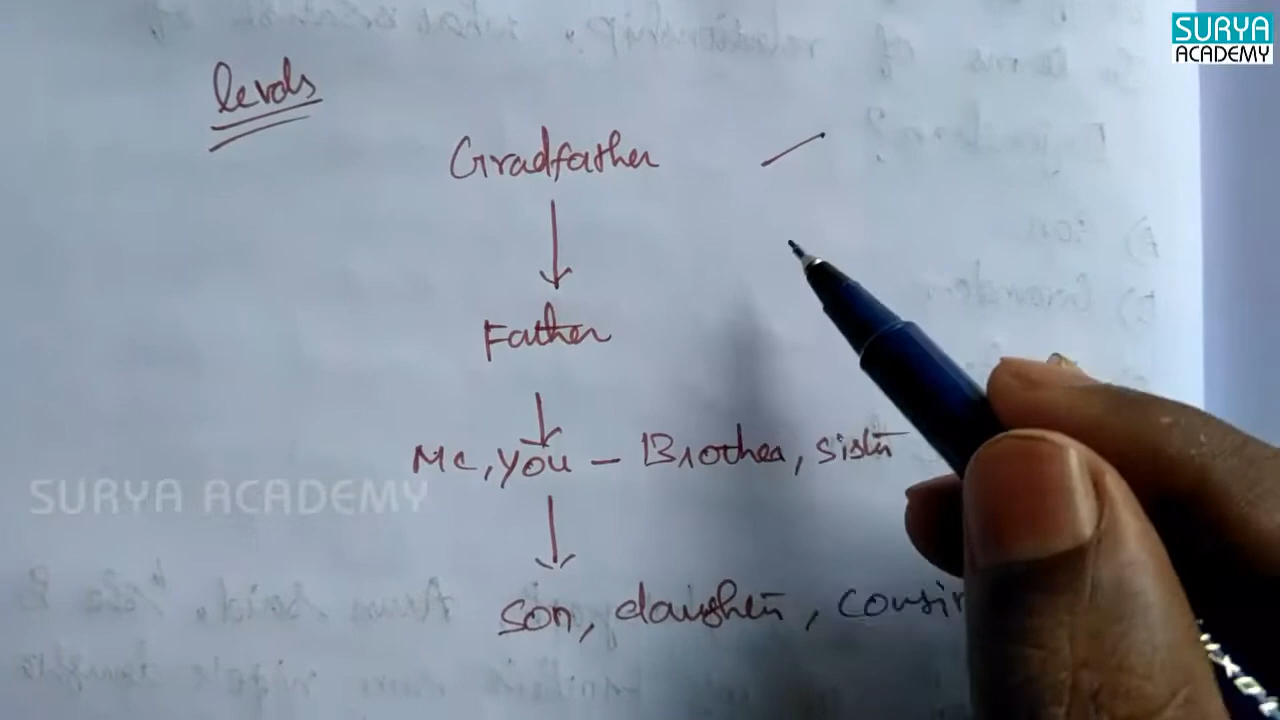 SURYA
ACADEMY
levels
Gradfather
Father
Me, you – Brother, sister
SURYA ACADEMY
son, daughter, cousin